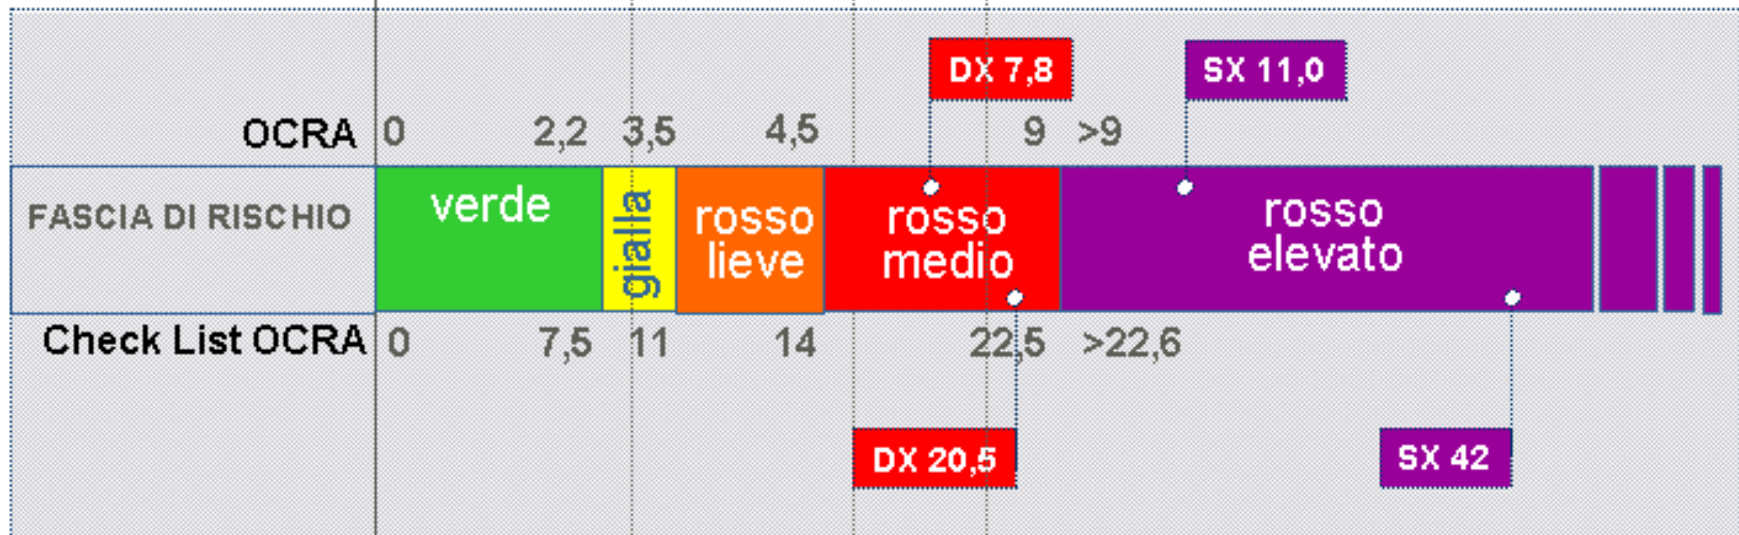 DX 7,8
SX 11,0
OCRA 0 2,2 3,5 4,5 9 >9
FASCIA DI RISCHIO
verde
gialla
rosso
lieve
rosso
medio
rosso
elevato
Check List OCRA 0 7,5 11 14 22,5 >22,6
DX 20,5
SX 42